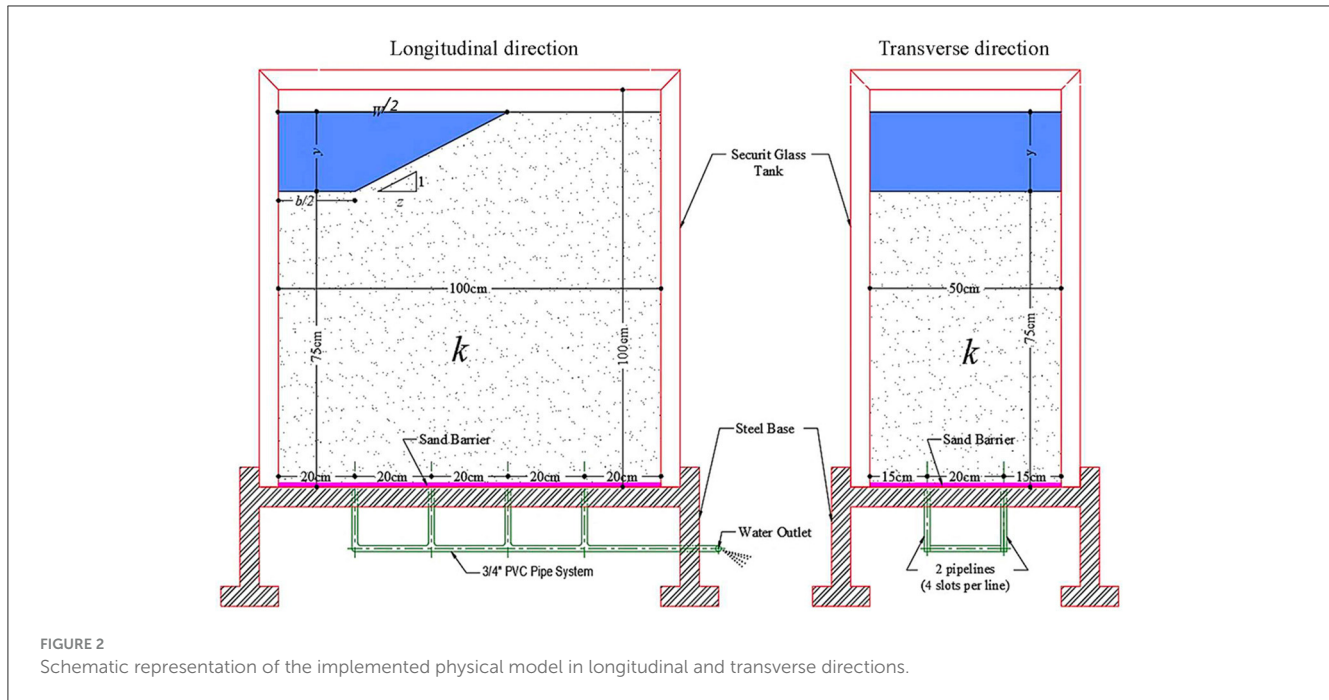 Longitudinal direction
Transverse direction
W/2
y
1
z
b/2
100cm
75cm
k
100cm
Sand Barrier
20cm
20cm
20cm
20cm
20cm
3/4" PVC Pipe System
Water Outlet
Securit Glass
Tank
Steel Base
y
50cm
75cm
k
Sand Barrier
15cm
20cm
15cm
2 pipelines
(4 slots per line)
FIGURE 2
Schematic representation of the implemented physical model in longitudinal and transverse directions.